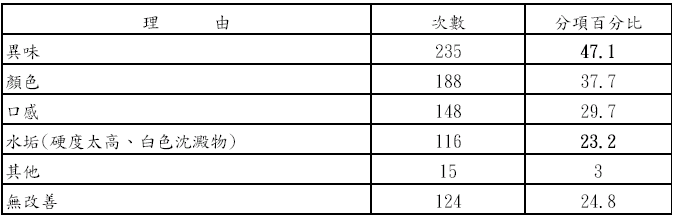 理 由 次數 分項百分比
異味 235 47.1
顏色 188 37.7
口感 148 29.7
水垢(硬度太高、白色沈澱物) 116 23.2
其他 15 3
無改善 124 24.8